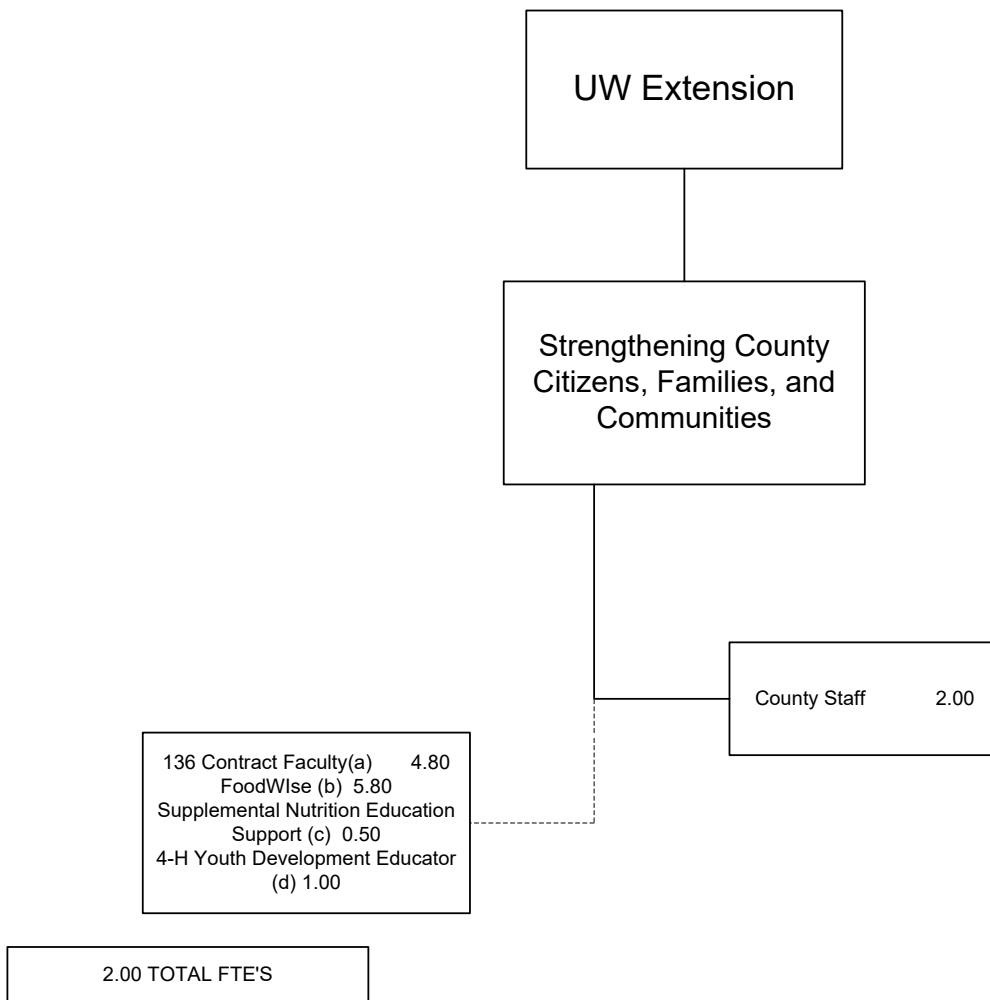 UW Extension
Strengthening County
Citizens, Families, and
Communities
County Staff 2.00
136 Contract Faculty(a) 4.80
FoodWIse (b) 5.80
Supplemental Nutrition Education
Support (c) 0.50
4-H Youth Development Educator
(d) 1.00
2.00 TOTAL FTE'S